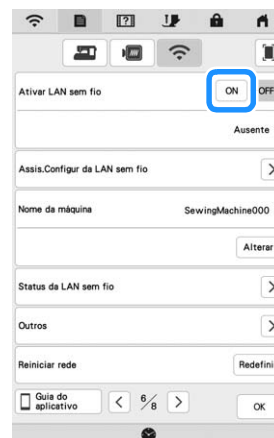 Ativar LAN sem fio
ON
OFF
Ausente
Assis.Configur da LAN sem fio
Nome da máquina
SewingMachine000
Alterar
Status da LAN sem fio
Outros
Reiniciar rede
Redefini
Guia do
aplicativo
6/8
OK